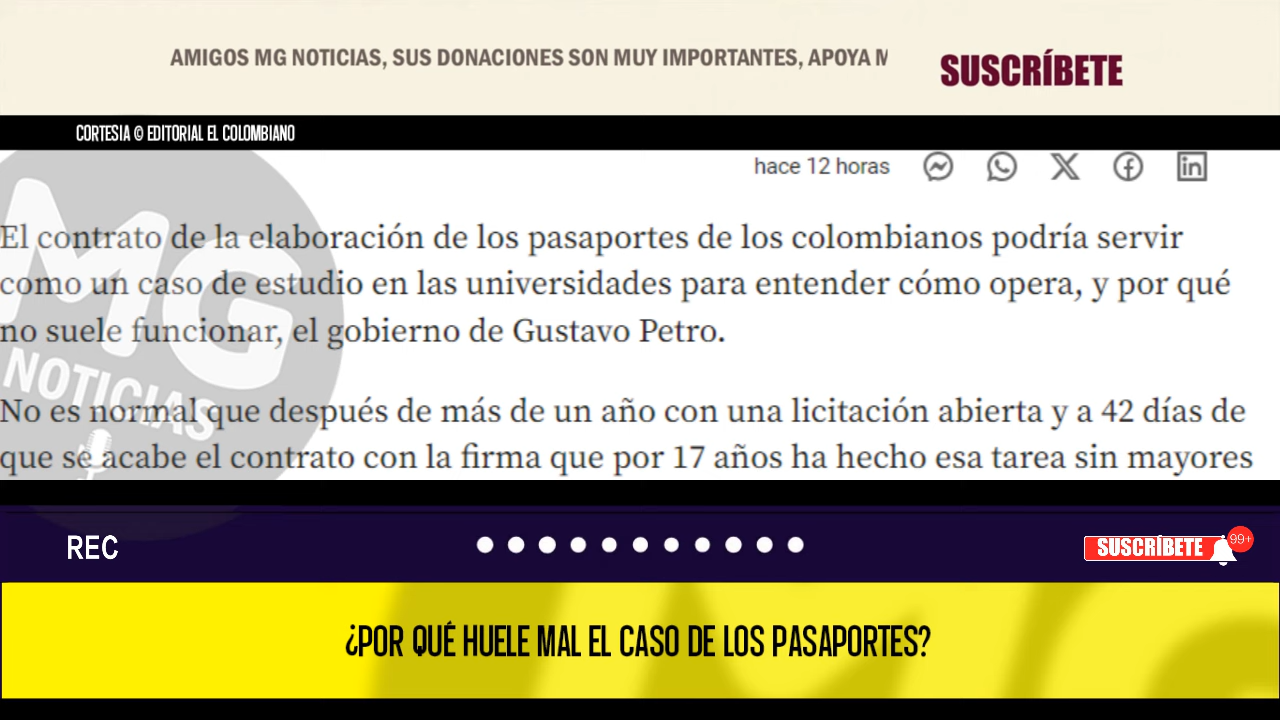 AMIGOS MG NOTICIAS, SUS DONACIONES SON MUY IMPORTANTES, APOYA
SUSCRÍBETE
CORTESIA © EDITORIAL EL COLOMBIANO
hace 12 horas
El contrato de la elaboración de los pasaportes de los colombianos podría servir
como un caso de estudio en las universidades para entender cómo opera, y por qué
no suele funcionar, el gobierno de Gustavo Petro.
No es normal que después de más de un año con una licitación abierta y a 42 días de
que se acabe el contrato con la firma que por 17 años ha hecho esa tarea sin mayores
MG
NOTICIAS
REC
SUSCRÍBETE
99+
¿POR QUÉ HUELE MAL EL CASO DE LOS PASAPORTES?